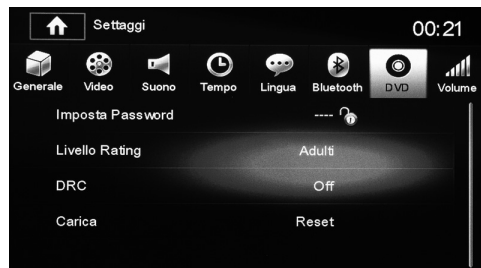 Settaggi 00:21
Generale Video Suono Tempo Lingua Bluetooth DVD Volume
Imposta Password ----
Livello Rating Adulti
DRC Off
Carica Reset